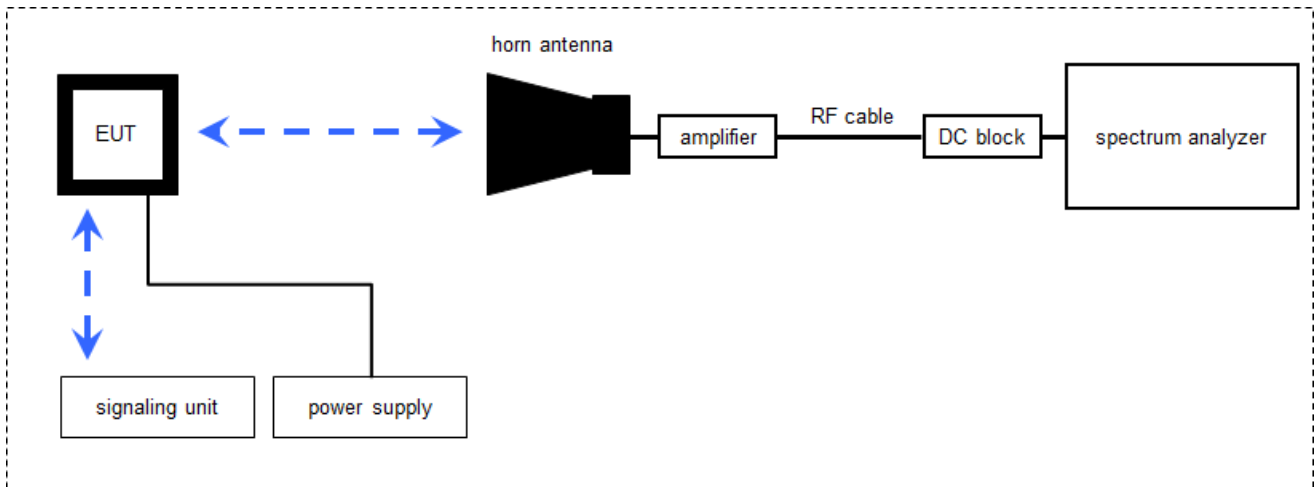 horn antenna
EUT
amplifier
RF cable
DC block
spectrum analyzer
signaling unit
power supply